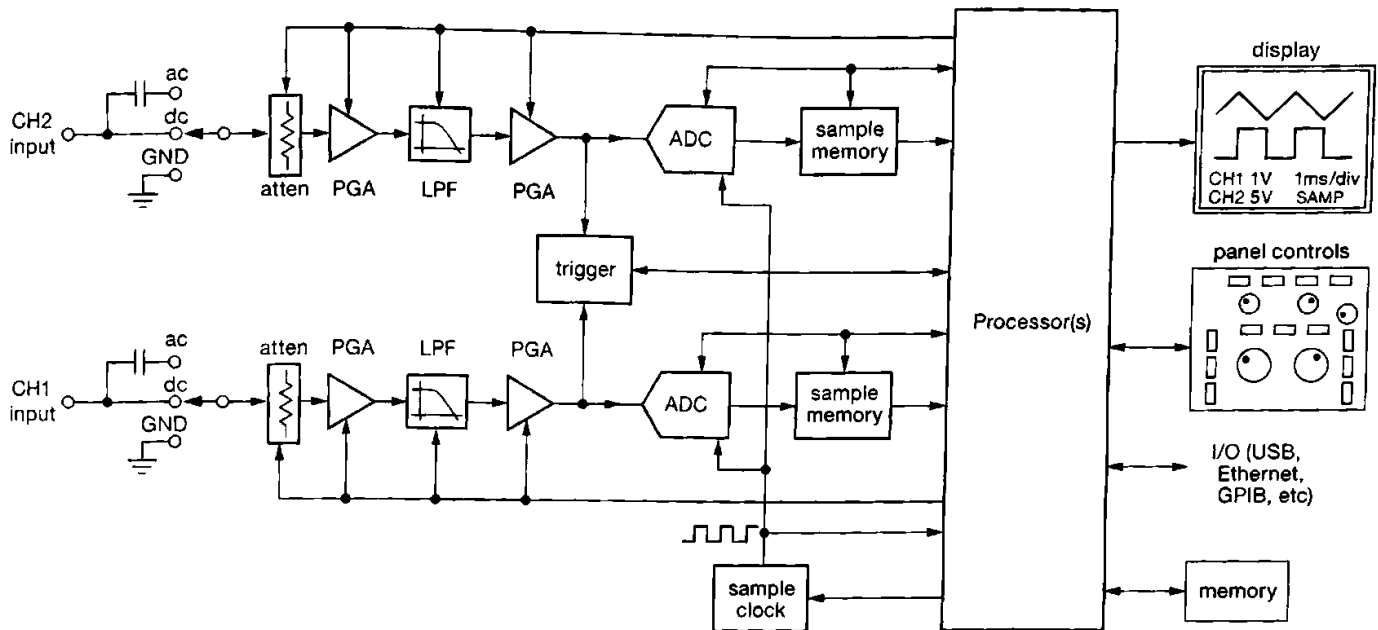 ac
CH2
input
dc
GND
atten
PGA
LPF
PGA
ADC
sample
memory
trigger
ac
CH1
input
dc
GND
atten
PGA
LPF
PGA
ADC
sample
memory
sample
clock
Processor(s)
display
CH1 1V 1ms/div
CH2 5V SAMP
panel controls
I/O (USB,
Ethernet,
GPIB, etc)
memory